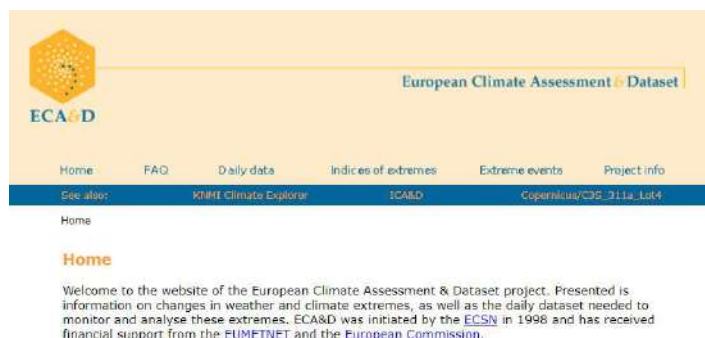 European Climate Assessment & Dataset
ECA&D
Home FAQ Daily data Indices of extremes Extreme events Project info
See also: KNMI Climate Explorer ICA&D Copernicus/C3S_311a_Lot4
Home
Home
Welcome to the website of the European Climate Assessment & Dataset project. Presented is
information on changes in weather and climate extremes, as well as the daily dataset needed to
monitor and analyse these extremes. ECA&D was initiated by the ECSN in 1998 and has received
financial support from the EUMETNET and the European Commission.